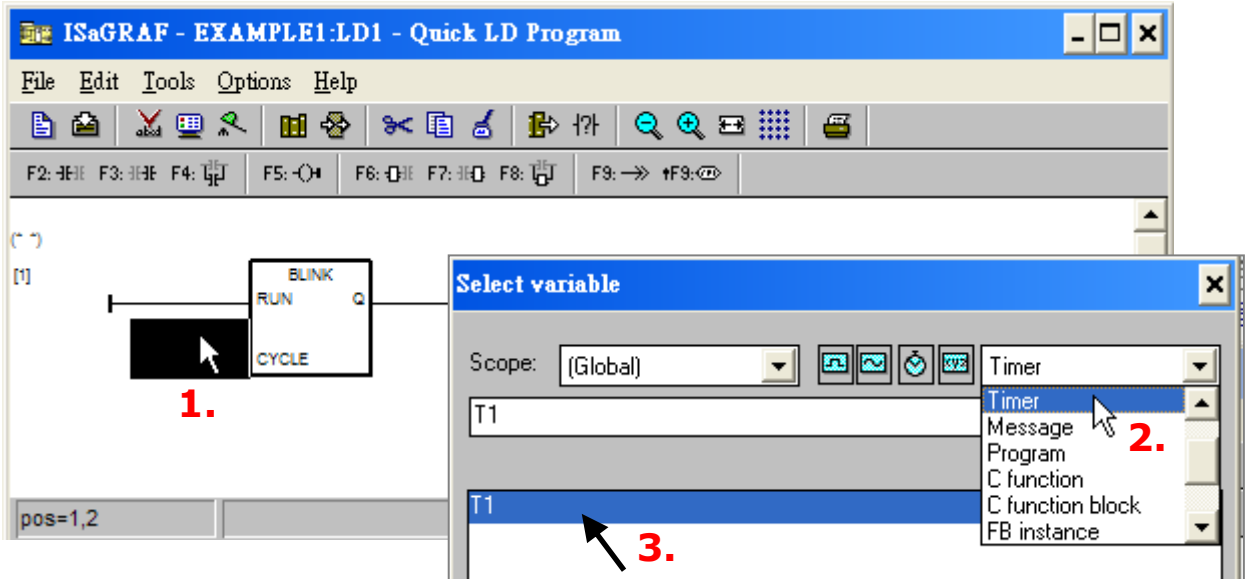 ISaGRAF - EXAMPLE1:LD1 - Quick LD Program
File Edit Tools Options Help
F2: F3: F4: F5: F6: F7: F8: F9: F9:
(* *)
[1]
BLINK
RUN Q
CYCLE
1.
pos=1,2
Select variable
Scope: (Global) xyz Timer
T1
Timer
Message
Program
C function
C function block
FB instance
2.
T1
3.